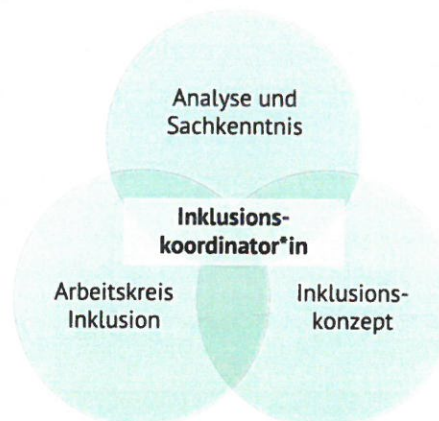 Analyse und
Sachkenntnis
Inklusions-
koordinator*in
Arbeitskreis
Inklusion
Inklusions-
konzept